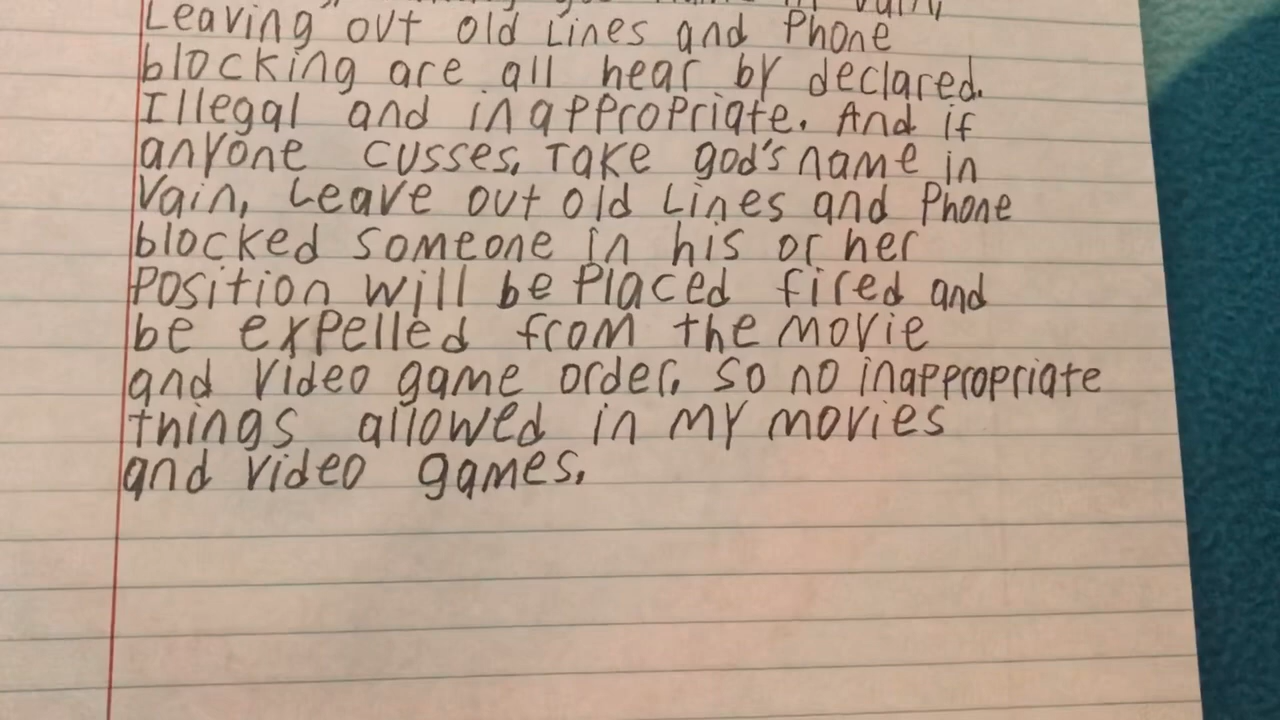 name in vain,
Leaving out old Lines and Phone
blocking are all hear by declared.
Illegal and inappropriate. And if
anyone cusses, Take god's name in
Vain, Leave out old Lines and Phone
blocked someone in his or her
Position will be Placed fired and
be expelled from the movie
and video game order. So no inappropriate
things allowed in my movies
and video games.